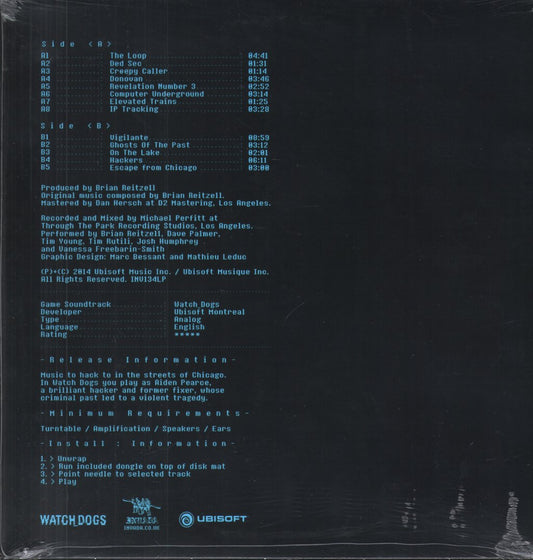 Side <A>
A1 The Loop 04:41
A2 Ded Sec 01:31
A3 Creepy Caller 01:14
A4 Donovan 03:46
A5 Revelation Number 3 02:52
A6 Computer Underground 03:14
A7 Elevated Trains 01:25
A8 IP Tracking 03:28
Side <B>
B1 Vigilante 08:59
B2 Ghosts Of The Past 03:12
B3 On The Lake 02:01
B4 Hackers 06:11
B5 Escape from Chicago 03:00
Produced by Brian Reitzell
Original music composed by Brian Reitzell.
Mastered by Dan Hersch at D2 Mastering, Los Angeles.
Recorded and Mixed by Michael Perfitt at
Through The Park Recording Studios, Los Angeles.
Performed by Brian Reitzell, Dave Palmer,
Tim Young, Tim Rutili, Josh Humphrey
and Vanessa Freebarin-Smith
Graphic Design: Marc Bessant and Mathieu Leduc
(P)+(C) 2014 Ubisoft Music Inc. / Ubisoft Musique Inc.
All Rights Reserved. INV134LP
Game Soundtrack : Watch_Dogs
Developer : Ubisoft Montreal
Type : Analog
Language : English
Rating : *****
-Release Information-
Music to hack to in the streets of Chicago.
In Watch Dogs you play as Aiden Pearce,
a brilliant hacker and former fixer, whose
criminal past led to a violent tragedy.
-Minimum Requirements-
Turntable / Amplification / Speakers / Ears
-Install : Information-
1. > Unwrap
2. > Run included dongle on top of disk mat
3. > Point needle to selected track
4. > Play
WATCH_DOGS
INVADA
INVADA.CO.UK
UBISOFT